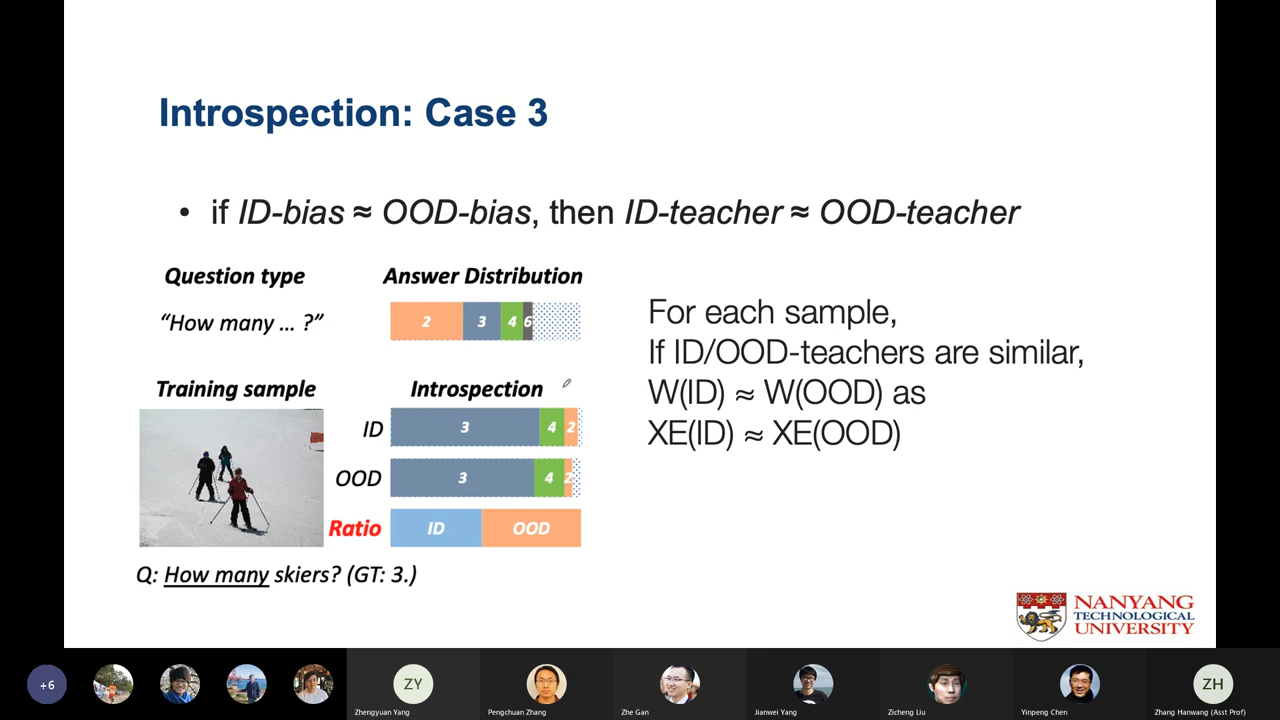 Introspection: Case 3
• if ID-bias ≈ OOD-bias, then ID-teacher ≈ OOD-teacher
Question type
Answer Distribution
“How many ... ?”
2 3 4 6
For each sample,
If ID/OOD-teachers are similar,
W(ID) ≈ W(OOD) as
XE(ID) ≈ XE(OOD)
Training sample
Introspection
ID 3 4 2
OOD 3 4 2
Ratio ID OOD
Q: How many skiers? (GT: 3.)
NANYANG
TECHNOLOGICAL
UNIVERSITY
+6
ZY
ZH
Zhengyuan Yang
Pengchuan Zhang
Zhe Gan
Jianwei Yang
Zicheng Liu
Yinpeng Chen
Zhang Hanwang (Asst Prof)